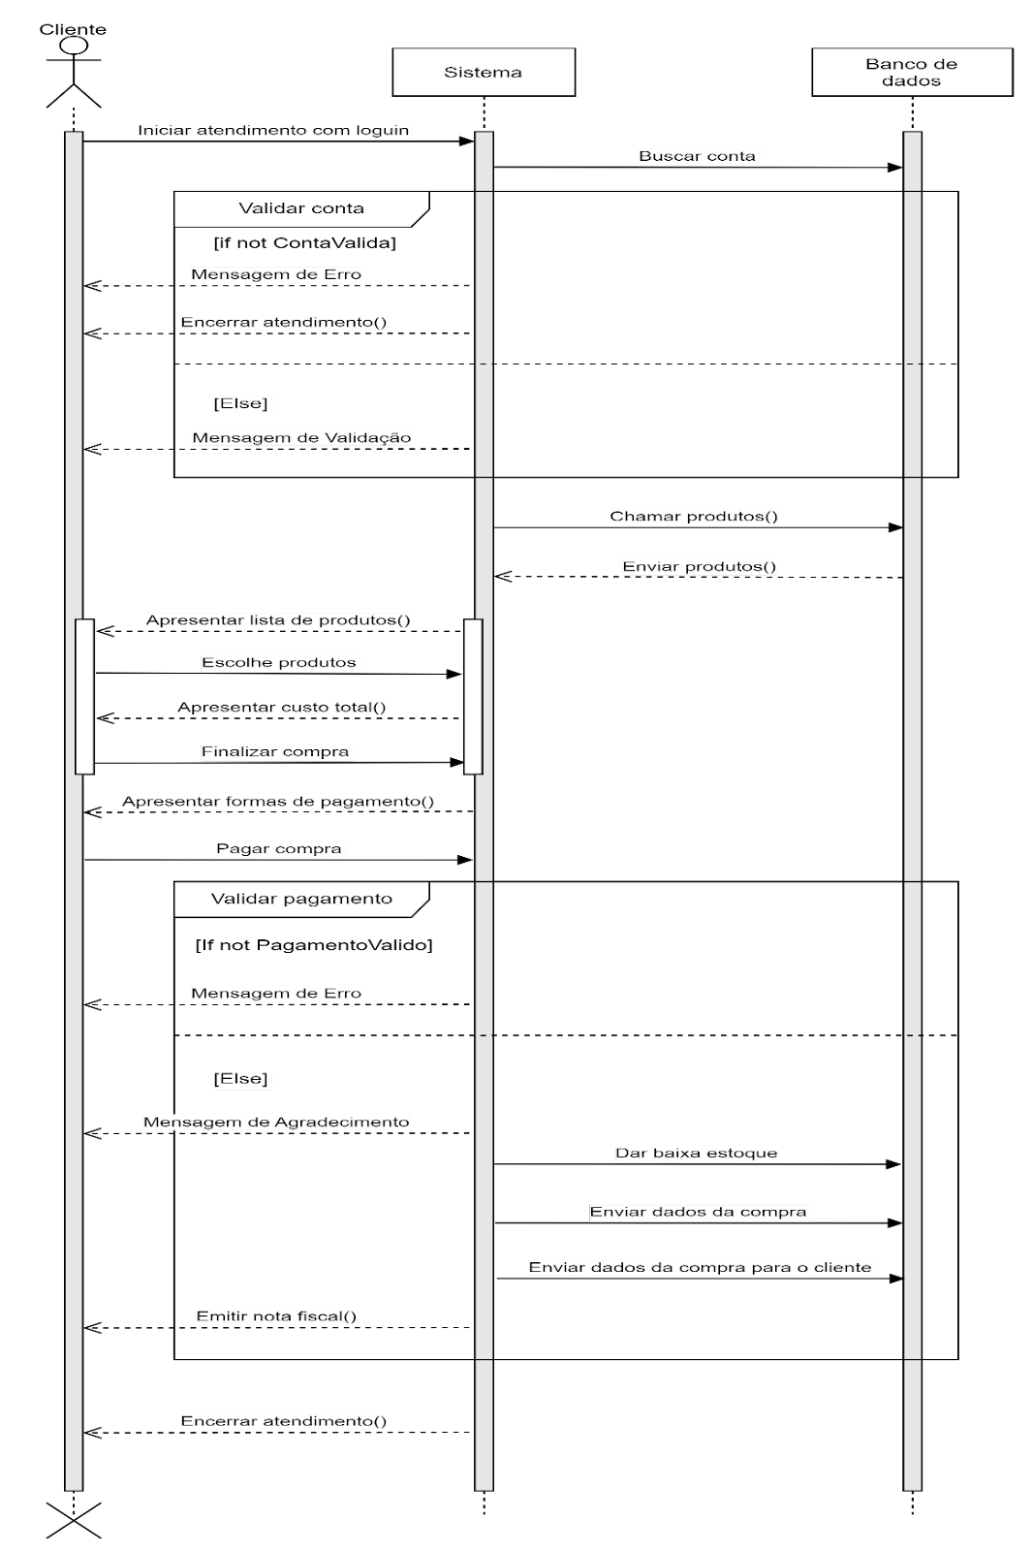 Cliente
Sistema
Banco de
dados
Iniciar atendimento com loguin
Buscar conta
Validar conta
[if not ContaValida]
Mensagem de Erro
Encerrar atendimento()
[Else]
Mensagem de Validação
Chamar produtos()
Enviar produtos()
Apresentar lista de produtos()
Escolhe produtos
Apresentar custo total()
Finalizar compra
Apresentar formas de pagamento()
Pagar compra
Validar pagamento
[If not PagamentoValido]
Mensagem de Erro
[Else]
Mensagem de Agradecimento
Dar baixa estoque
Enviar dados da compra
Enviar dados da compra para o cliente
Emitir nota fiscal()
Encerrar atendimento()